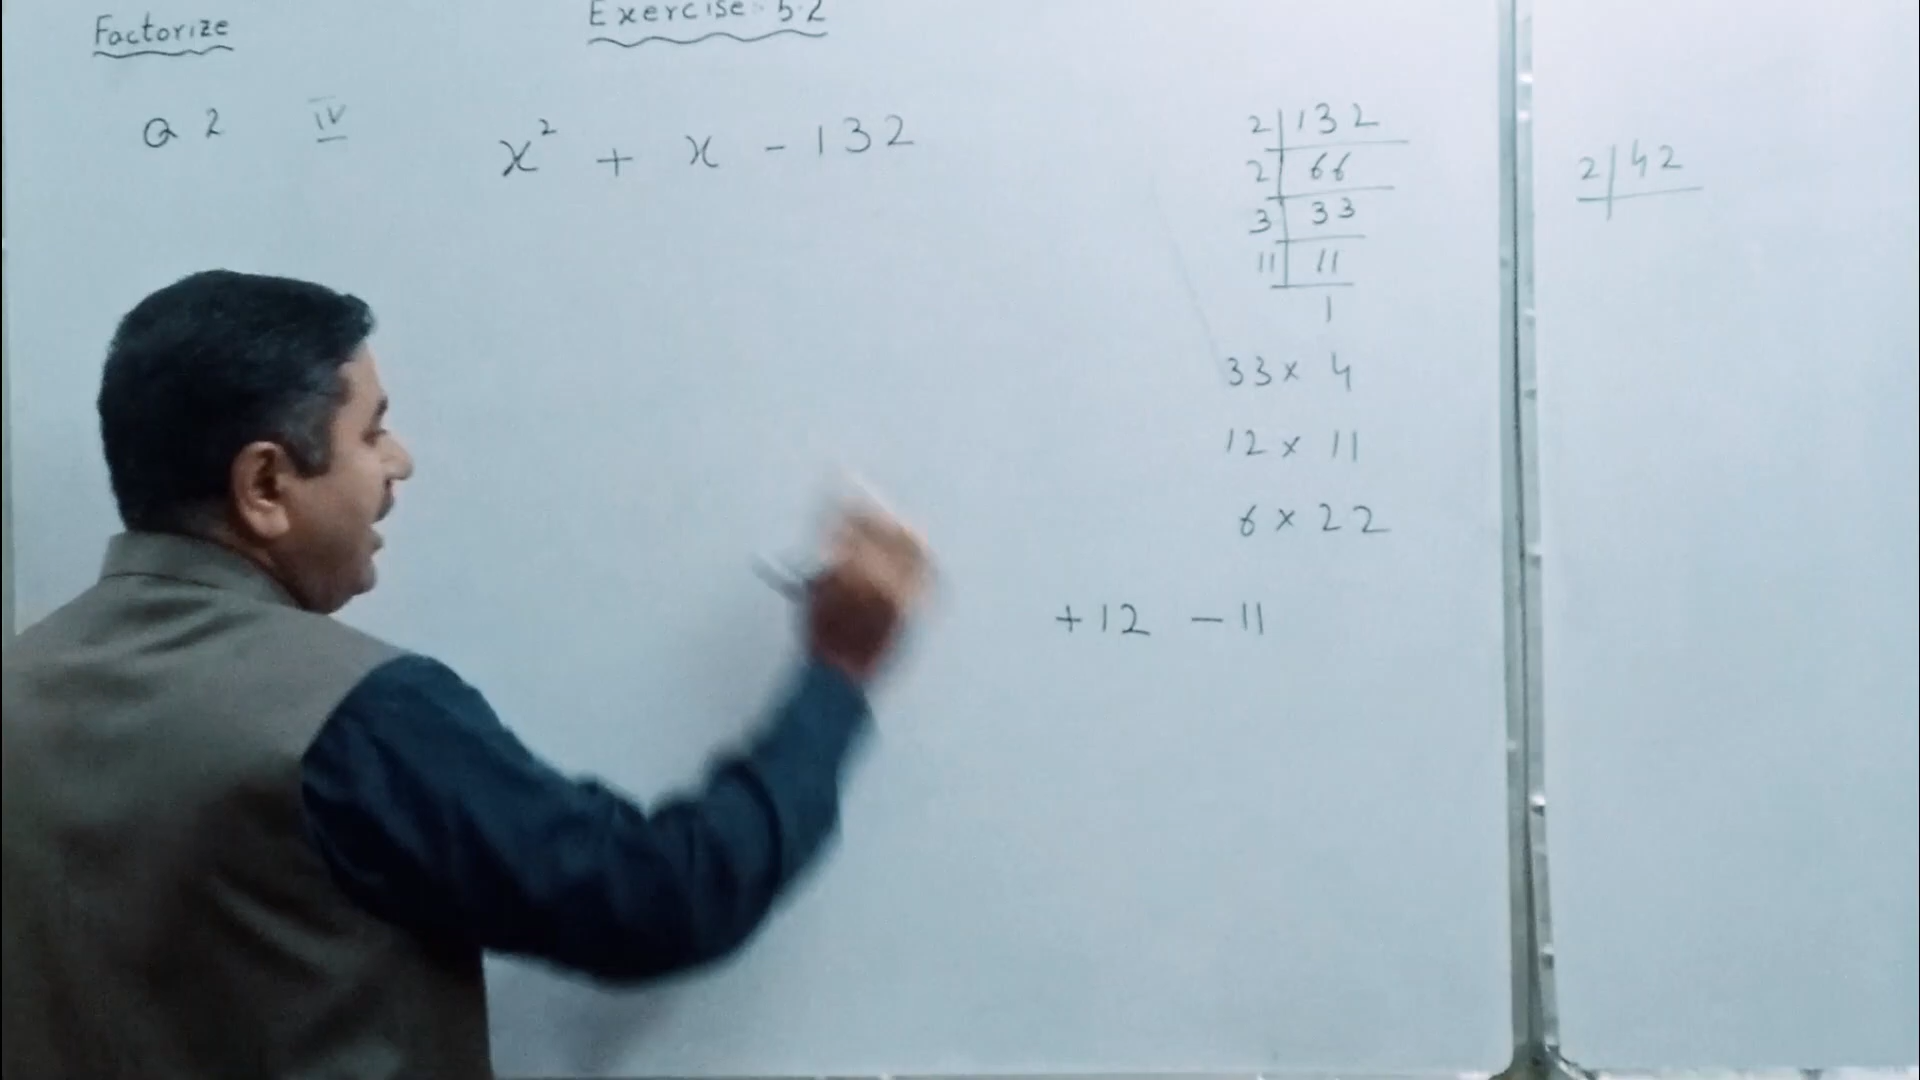 Factorize
Exercise: 5.2
Q 2 iv x² + x - 132
2 | 132
2 | 66
3 | 33
11 | 11
1
33 x 4
12 x 11
6 x 22
+12 -11
2 | 42